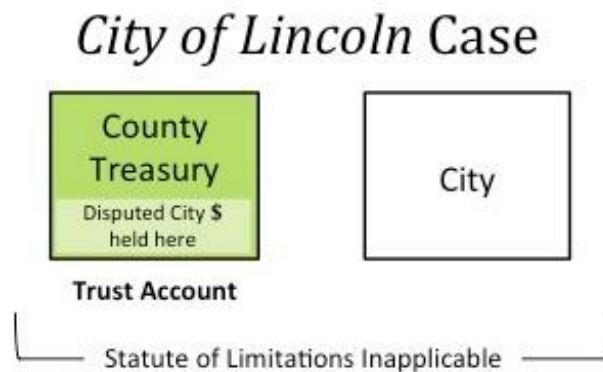 City of Lincoln Case
County
Treasury
Disputed City $
held here
City
Trust Account
Statute of Limitations Inapplicable